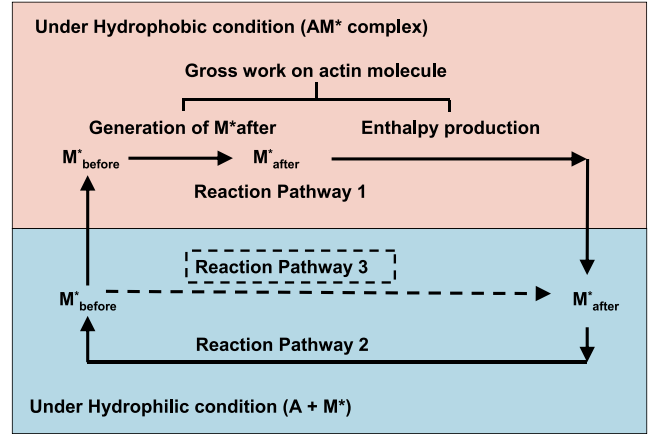 Under Hydrophobic condition (AM* complex)
Gross work on actin molecule
Generation of M*after Enthalpy production
M*before M*after
Reaction Pathway 1
Reaction Pathway 3
M*before M*after
Reaction Pathway 2
Under Hydrophilic condition (A + M*)